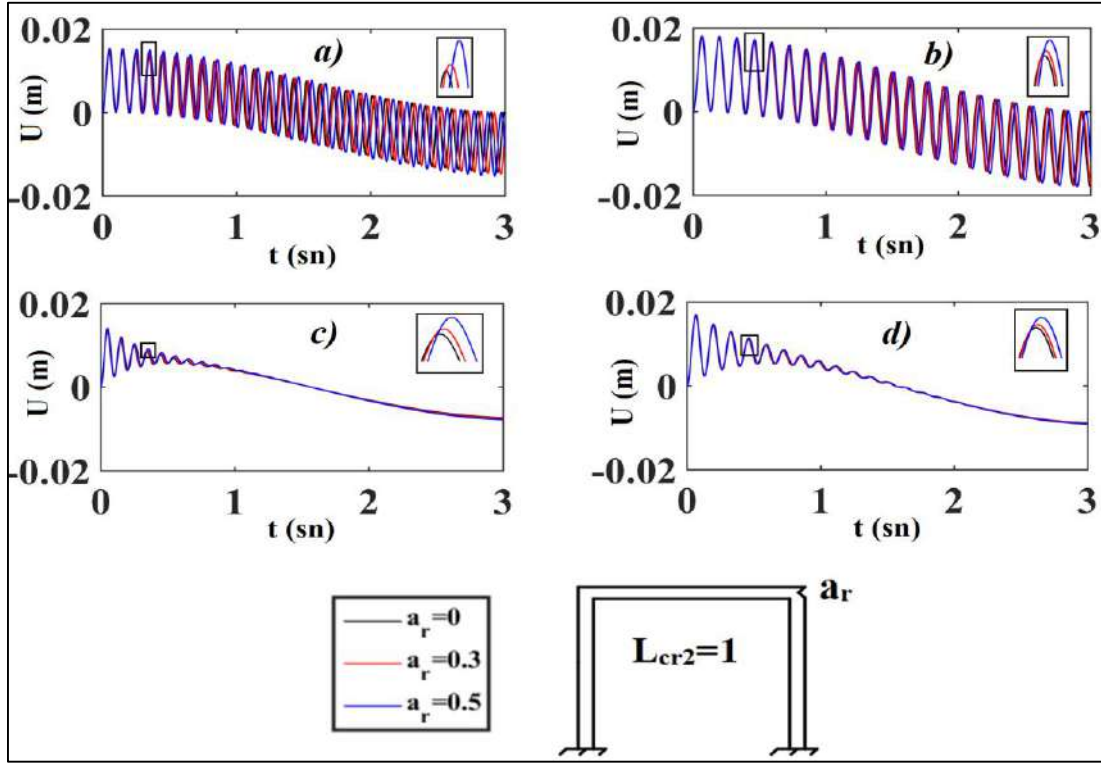 0.02
a)
U (m)
0
-0.02
0 1 2 3
t (sn)
0.02
b)
U (m)
0
-0.02
0 1 2 3
t (sn)
0.02
c)
U (m)
0
-0.02
0 1 2 3
t (sn)
0.02
d)
U (m)
0
-0.02
0 1 2 3
t (sn)
a_r=0
a_r=0.3
a_r=0.5
a_r
L_cr2=1